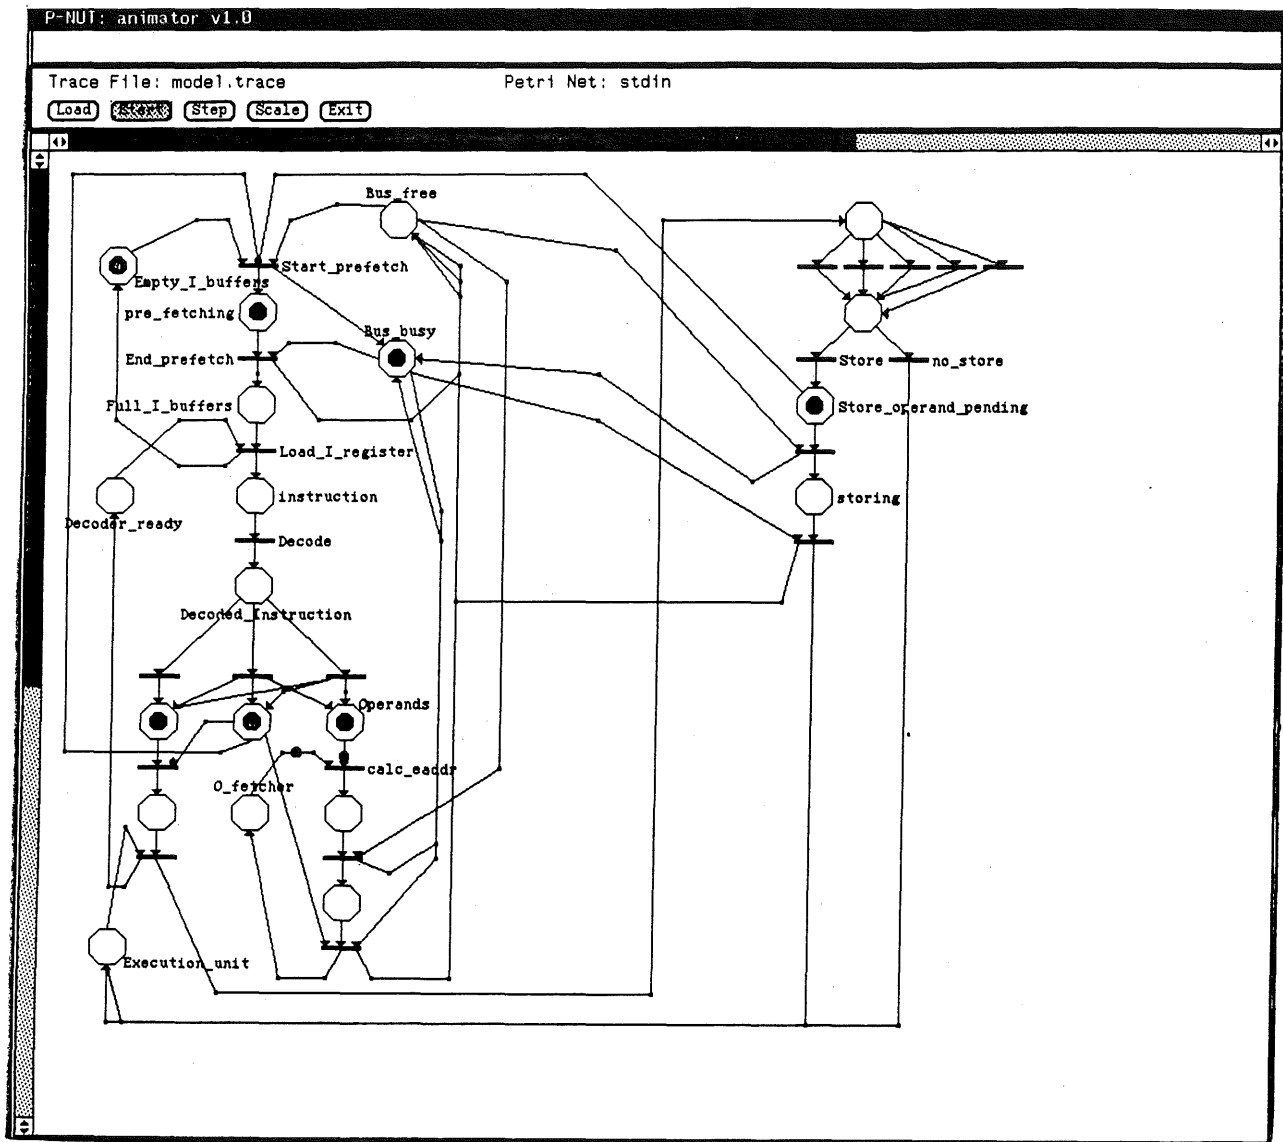 P-NUT: animator v1.0
Trace File: model.trace
Petri Net: stdin
Load
Start
Step
Scale
Exit
Bus_free
Start_prefetch
Empty_I_buffers
pre_fetching
Bus_busy
End_prefetch
Store
no_store
Full_I_buffers
Store_operand_pending
Load_I_register
instruction
storing
Decoder_ready
Decode
Decoded_Instruction
Operands
calc_eaddr
O_fetcher
Execution_unit